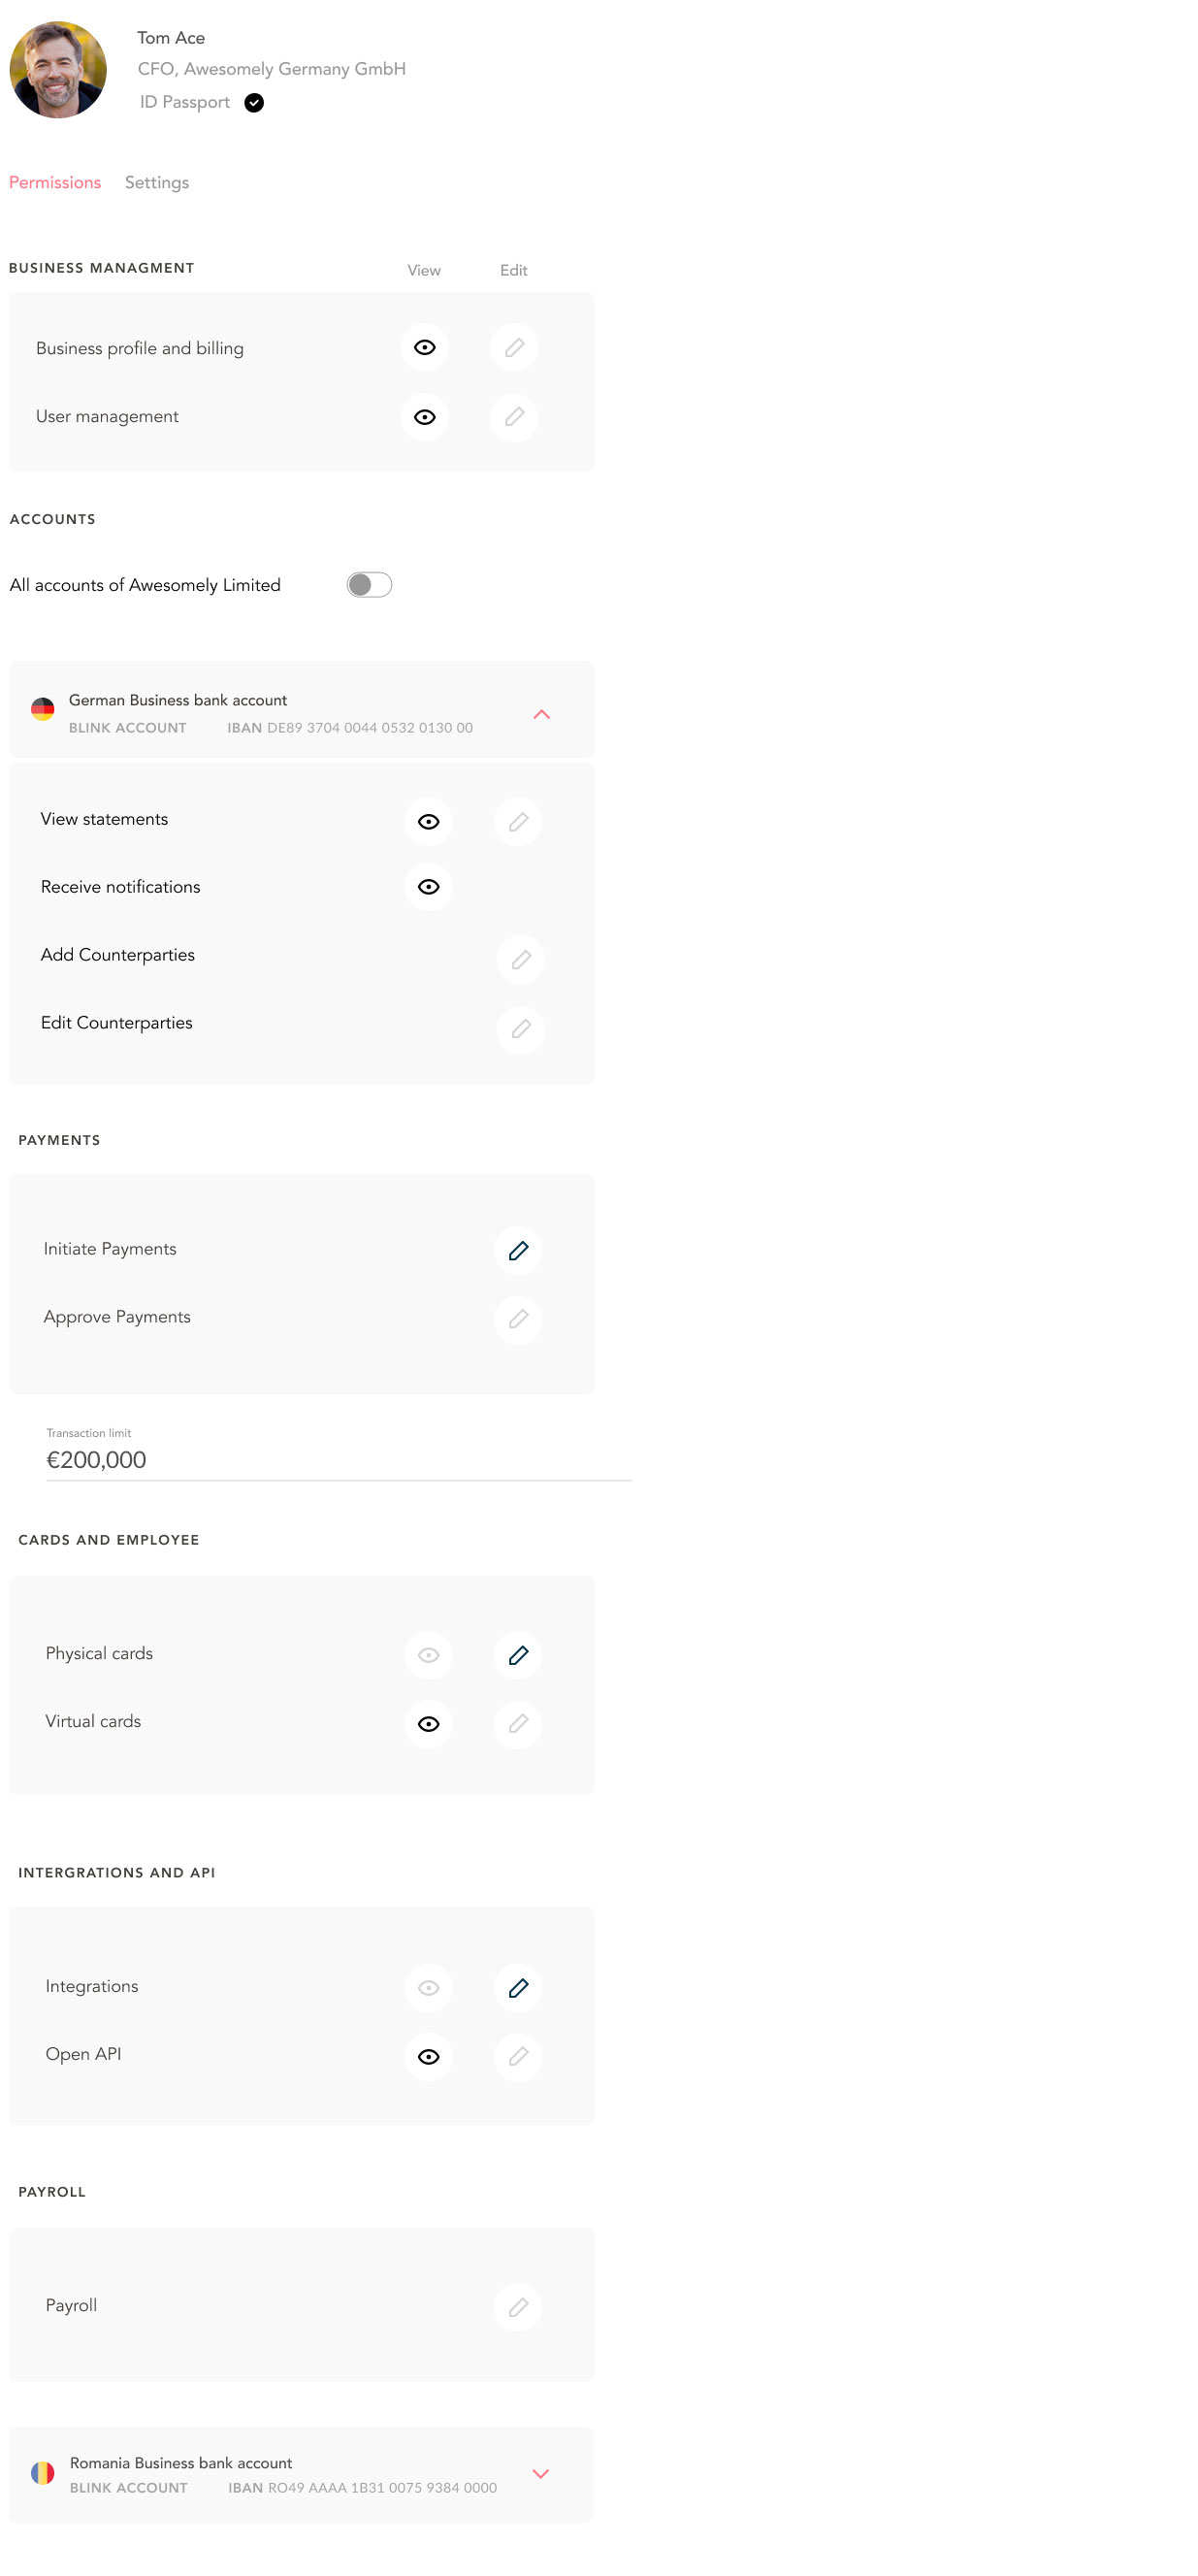 Tom Ace
CFO, Awesomely Germany GmbH
ID Passport
Permissions Settings
BUSINESS MANAGMENT View Edit
Business profile and billing
User management
ACCOUNTS
All accounts of Awesomely Limited
German Business bank account
BLINK ACCOUNT IBAN DE89 3704 0044 0532 0130 00
View statements
Receive notifications
Add Counterparties
Edit Counterparties
PAYMENTS
Initiate Payments
Approve Payments
Transaction limit
€200,000
CARDS AND EMPLOYEE
Physical cards
Virtual cards
INTERGRATIONS AND API
Integrations
Open API
PAYROLL
Payroll
Romania Business bank account
BLINK ACCOUNT IBAN RO49 AAAA 1B31 0075 9384 0000